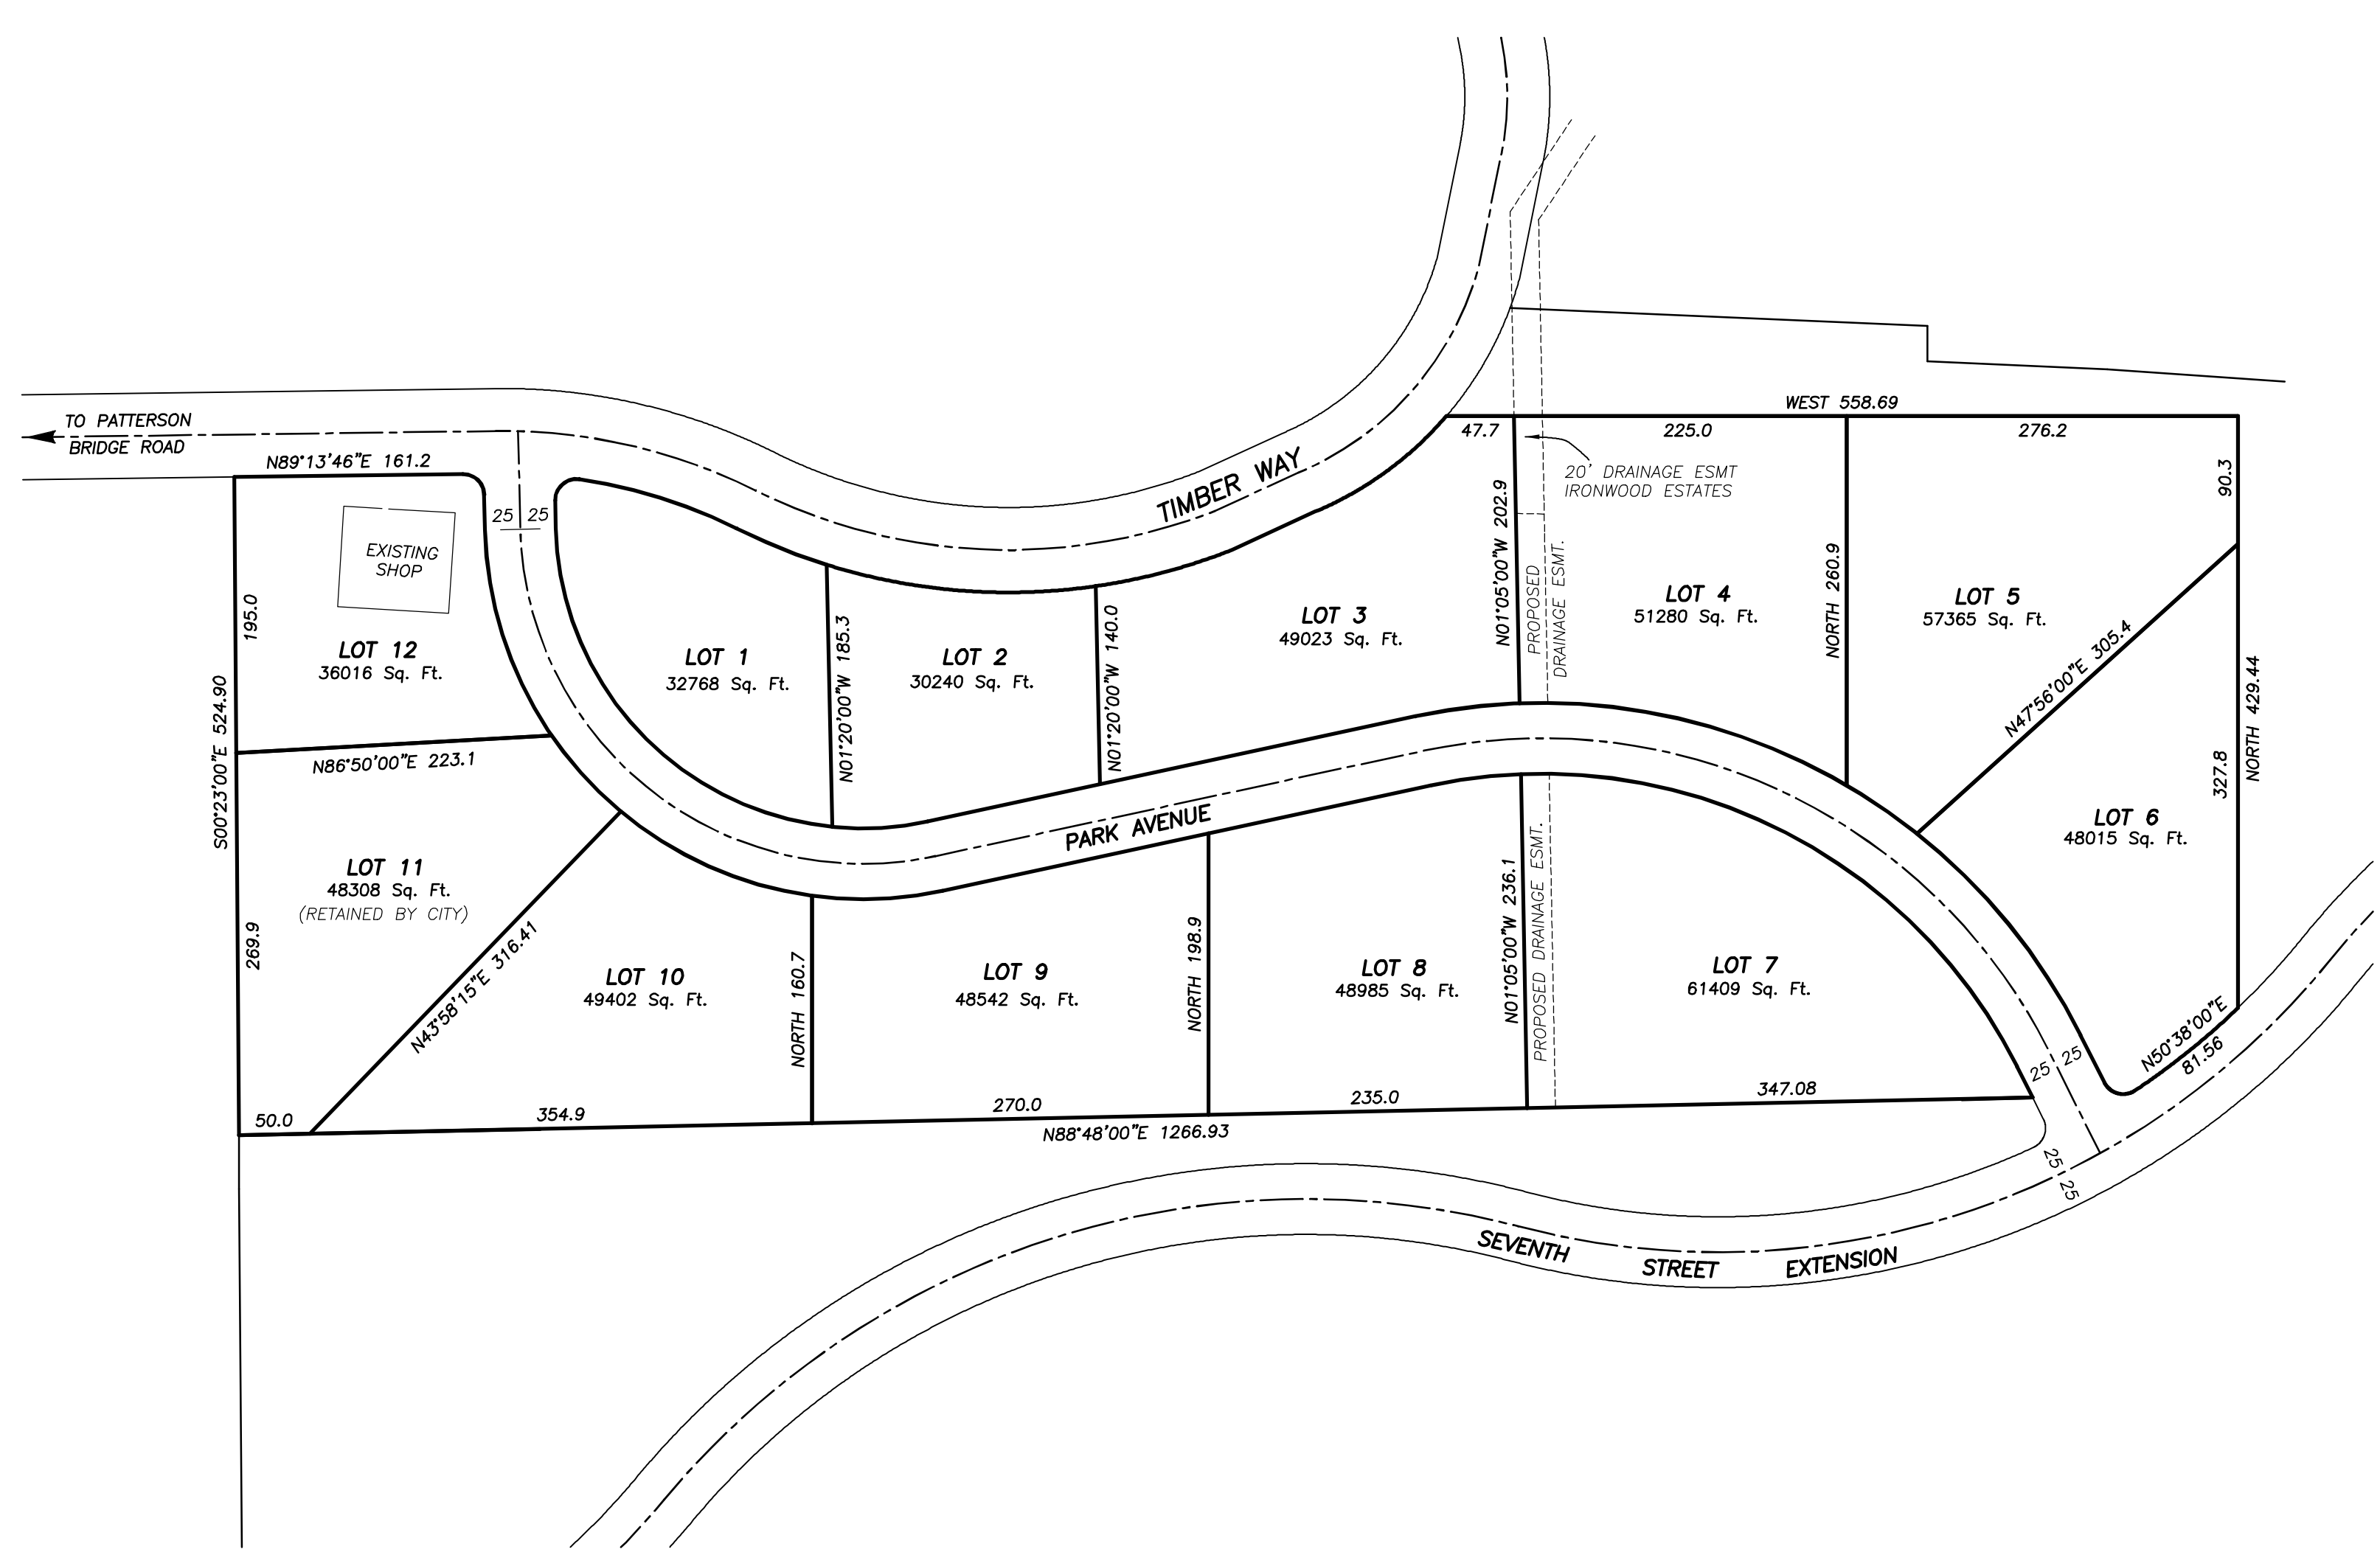 TO PATTERSON
BRIDGE ROAD
N89°13'46"E 161.2
25 25
TIMBER WAY
WEST 558.69
47.7
225.0
276.2
90.3
20' DRAINAGE ESMT
IRONWOOD ESTATES
EXISTING
SHOP
195.0
LOT 12
36016 Sq. Ft.
LOT 1
32768 Sq. Ft.
N01°20'00"W 185.3
LOT 2
30240 Sq. Ft.
N01°20'00"W 140.0
LOT 3
49023 Sq. Ft.
N01°05'00"W 202.9
PROPOSED
DRAINAGE ESMT.
LOT 4
51280 Sq. Ft.
NORTH 260.9
LOT 5
57365 Sq. Ft.
N47°56'00"E 305.4
NORTH 429.44
327.8
LOT 6
48015 Sq. Ft.
S00°23'00"E 524.90
N86°50'00"E 223.1
PARK AVENUE
LOT 11
48308 Sq. Ft.
(RETAINED BY CITY)
269.9
N43°58'15"E 316.41
LOT 10
49402 Sq. Ft.
NORTH 160.7
LOT 9
48542 Sq. Ft.
NORTH 198.9
LOT 8
48985 Sq. Ft.
N01°05'00"W 236.1
PROPOSED DRAINAGE ESMT.
LOT 7
61409 Sq. Ft.
25 25
N50°38'00"E
81.56
50.0
354.9
270.0
235.0
347.08
N88°48'00"E 1266.93
25 25
SEVENTH STREET EXTENSION